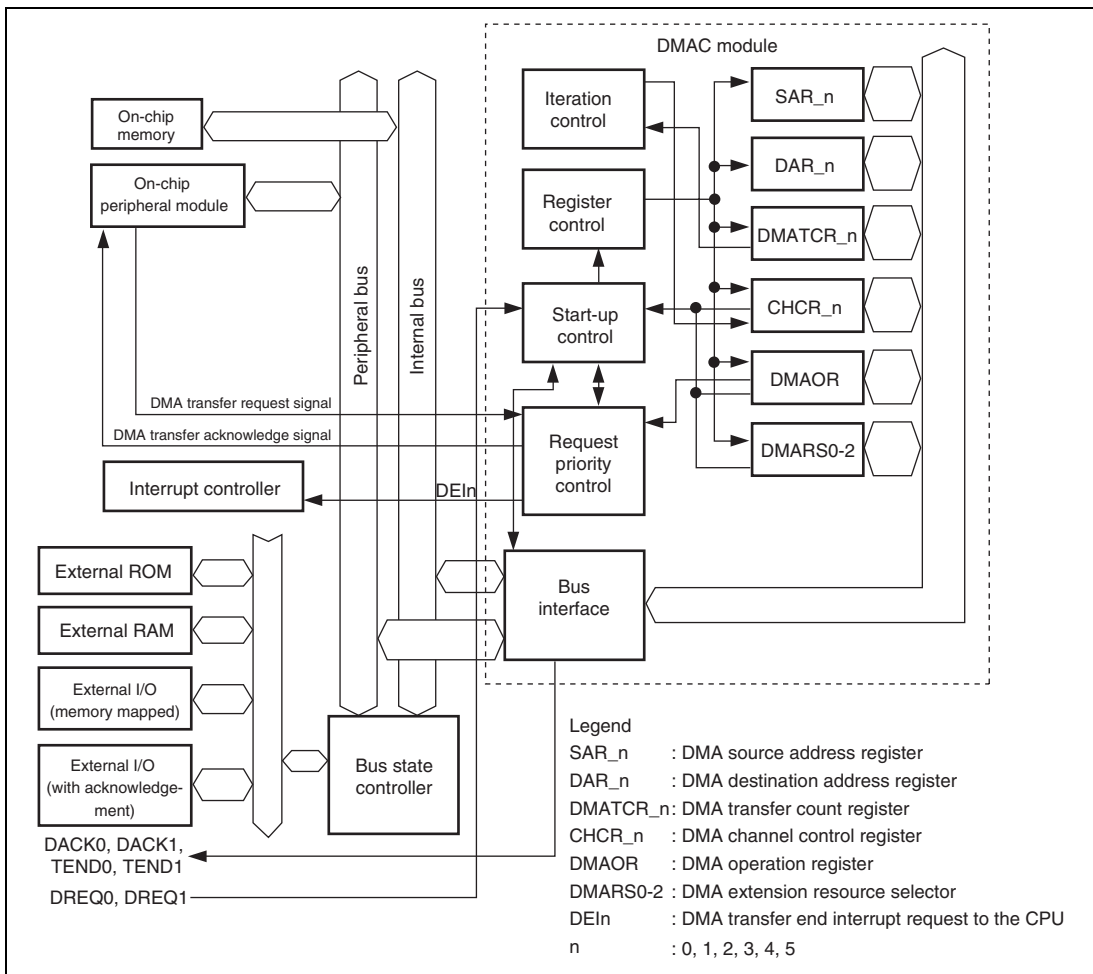 DMAC module
On-chip
memory
On-chip
peripheral module
Peripheral bus
Internal bus
Iteration
control
Register
control
Start-up
control
Request
priority
control
Bus
interface
SAR_n
DAR_n
DMATCR_n
CHCR_n
DMAOR
DMARS0-2
DMA transfer request signal
DMA transfer acknowledge signal
Interrupt controller
DEIn
External ROM
External RAM
External I/O
(memory mapped)
External I/O
(with acknowledge-
ment)
Bus state
controller
DACK0, DACK1,
TEND0, TEND1
DREQ0, DREQ1
Legend
SAR_n : DMA source address register
DAR_n : DMA destination address register
DMATCR_n: DMA transfer count register
CHCR_n : DMA channel control register
DMAOR : DMA operation register
DMARS0-2 : DMA extension resource selector
DEIn : DMA transfer end interrupt request to the CPU
n : 0, 1, 2, 3, 4, 5